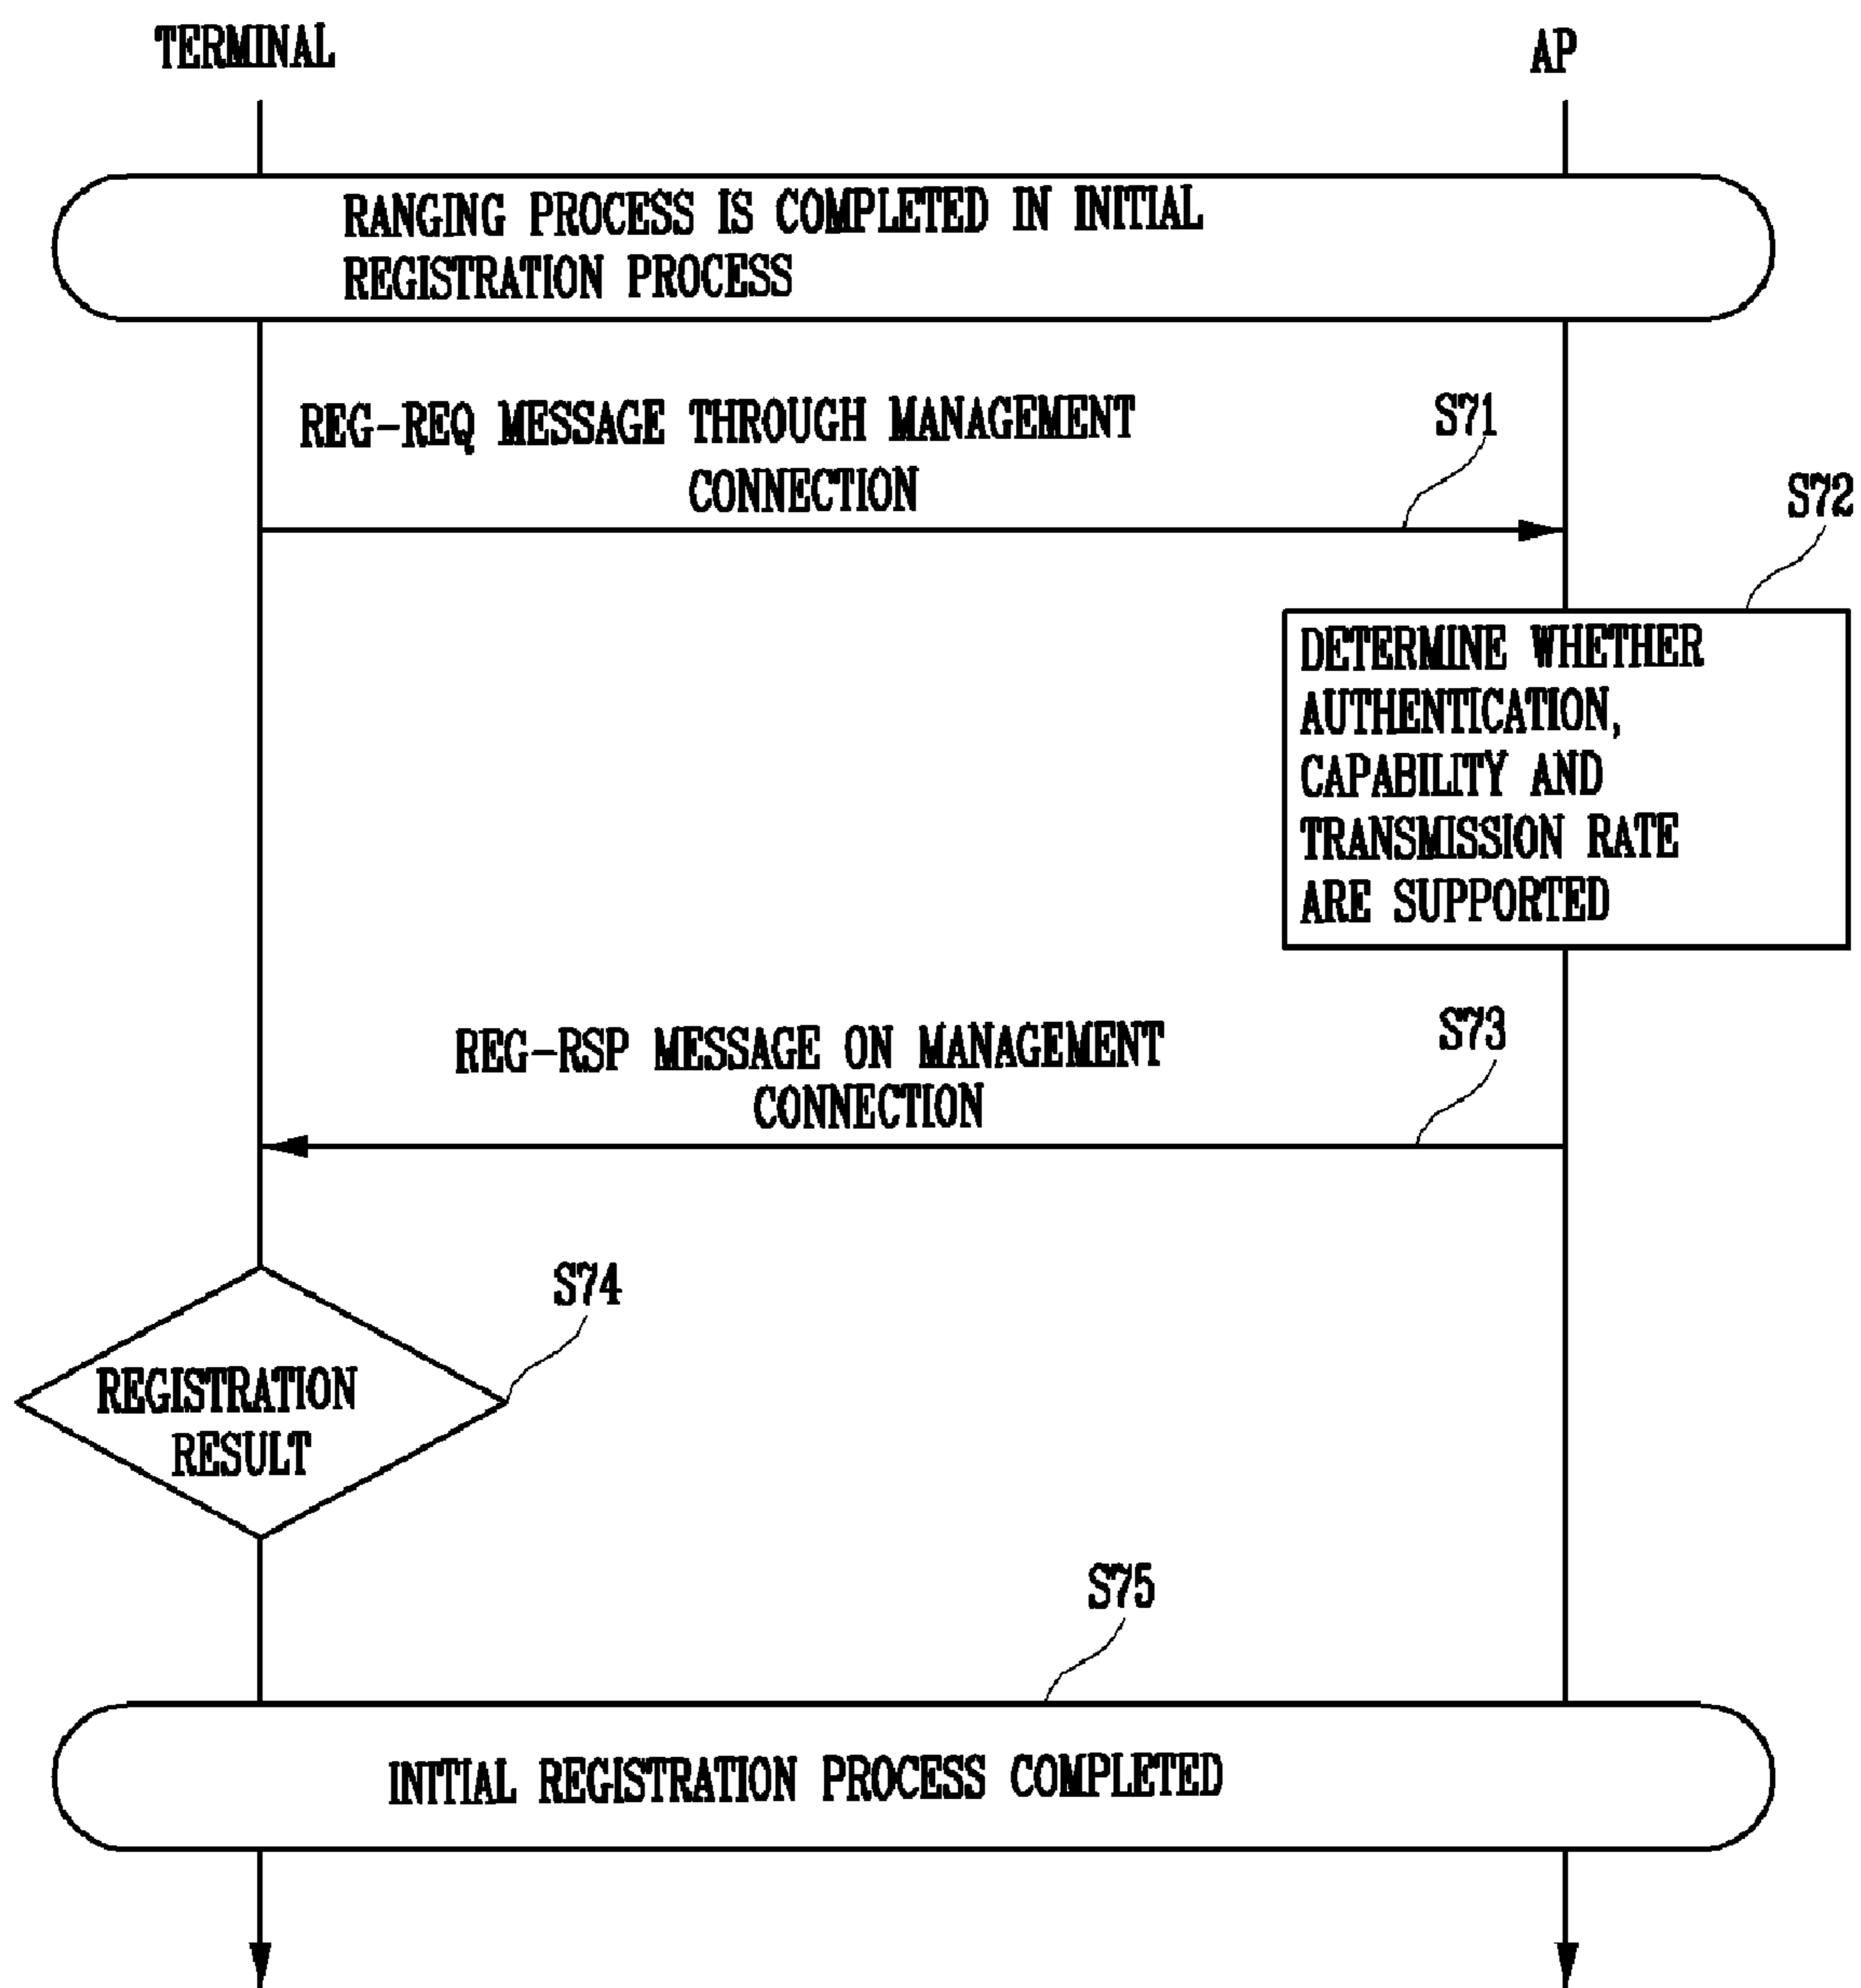 TERMINAL
AP
RANGING PROCESS IS COMPLETED IN INITIAL
REGISTRATION PROCESS
REG-REQ MESSAGE THROUGH MANAGEMENT
CONNECTION
S71
S72
DETERMINE WHETHER
AUTHENTICATION,
CAPABILITY AND
TRANSMISSION RATE
ARE SUPPORTED
REG-RSP MESSAGE ON MANAGEMENT
CONNECTION
S73
S74
REGISTRATION
RESULT
S75
INITIAL REGISTRATION PROCESS COMPLETED